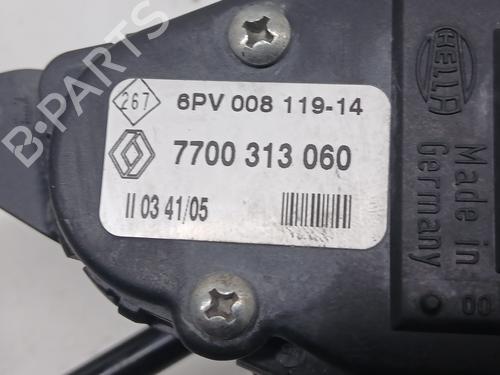 B-PARTS
267
6PV 008 119-14
7700 313 060
II 03 41/05
HELLA
Made in
Germany